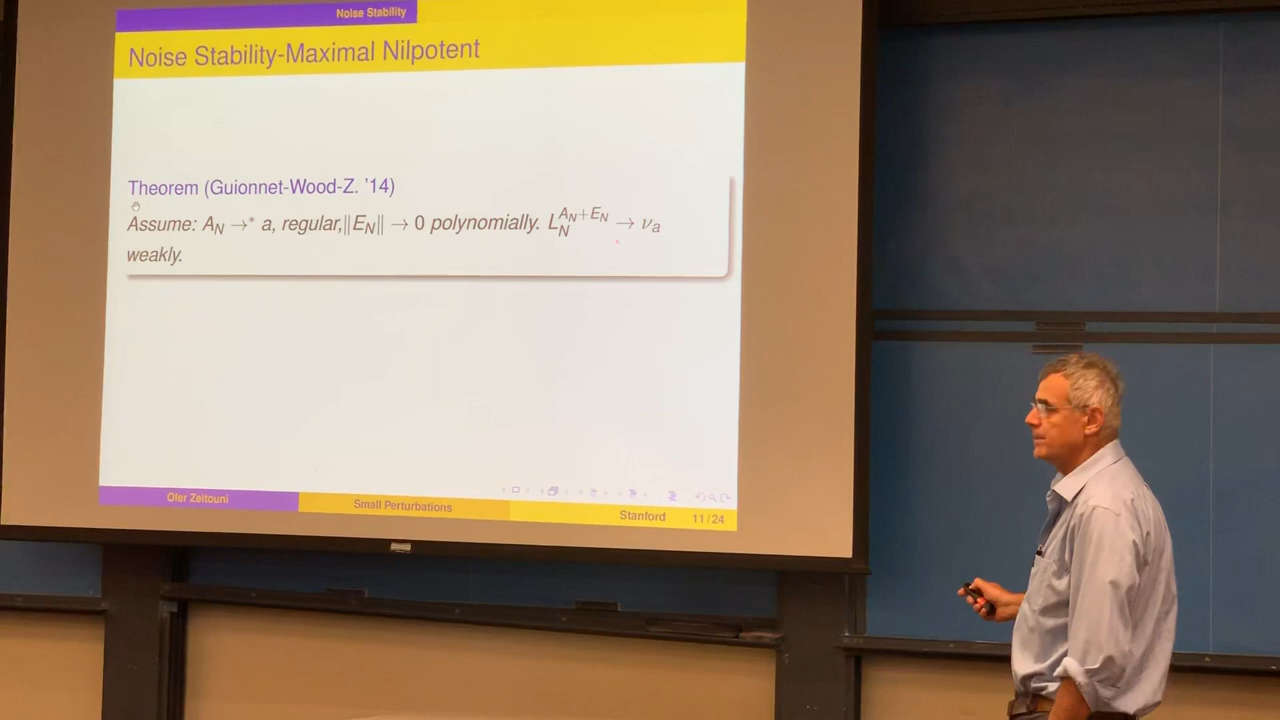 Noise Stability
Noise Stability-Maximal Nilpotent
Theorem (Guionnet-Wood-Z. '14)
Assume: A_N →* a, regular,‖E_N‖ → 0 polynomially. L_N^{A_N+E_N} → ν_a
weakly.
Ofer Zeitouni
Small Perturbations
Stanford
11 / 24